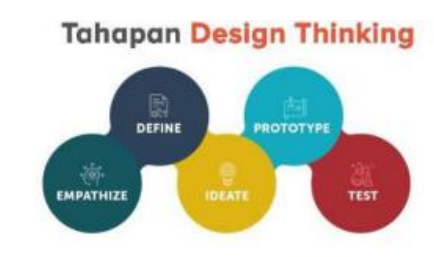 Tahapan Design Thinking
EMPATHIZE
DEFINE
IDEATE
PROTOTYPE
TEST